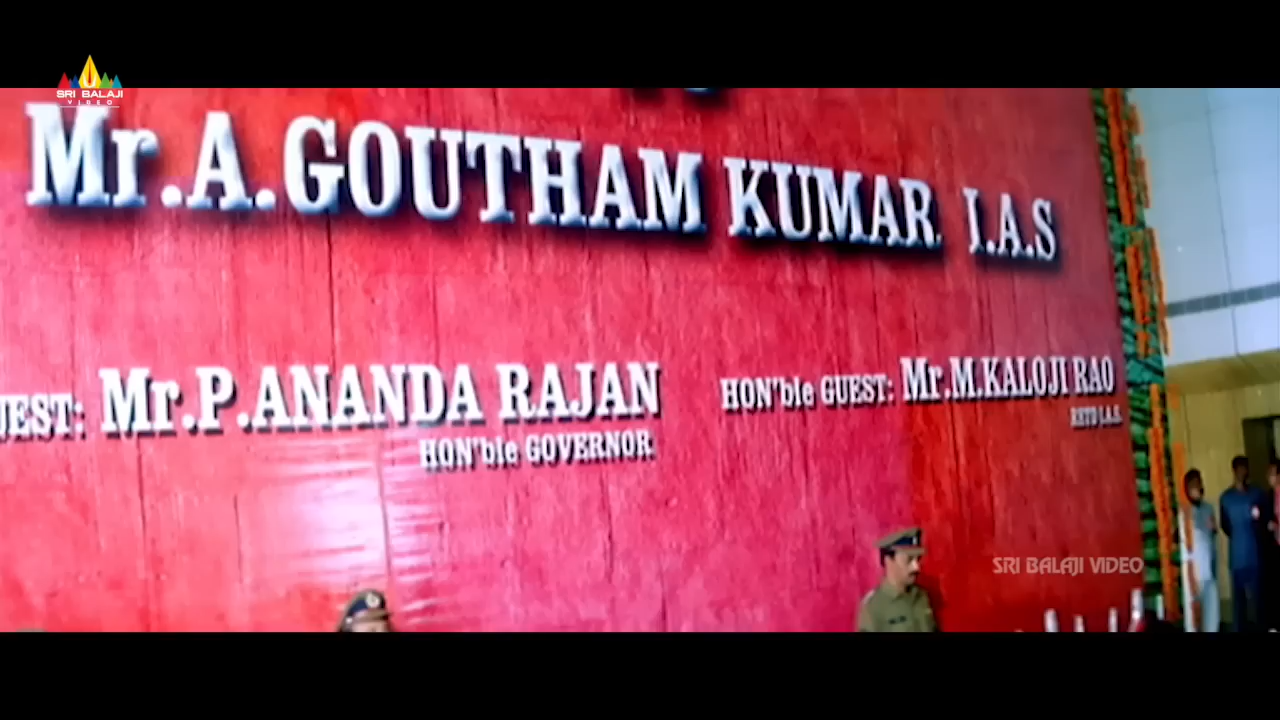 SRI BALAJI
VIDEO
Mr.A.GOUTHAM KUMAR. I.A.S
UEST: Mr.P.ANANDA RAJAN
HON'ble GOVERNOR
HON'ble GUEST: Mr.M.KALOJI RAO
RETD I.A.S.
SRI BALAJI VIDEO